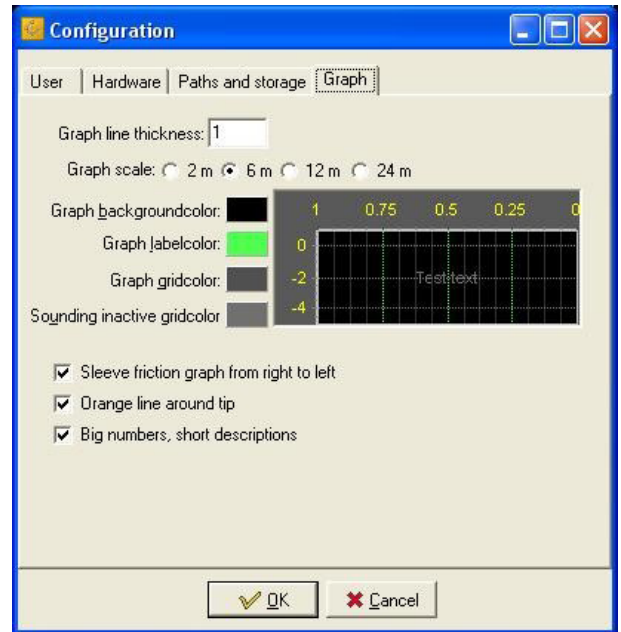 Configuration
User Hardware Paths and storage Graph
Graph line thickness: 1
Graph scale: 2 m 6 m 12 m 24 m
Graph backgroundcolor:
Graph labelcolor:
Graph gridcolor:
Sounding inactive gridcolor
1 0.75 0.5 0.25 0
0
-2
Test text
-4
Sleeve friction graph from right to left
Orange line around tip
Big numbers, short descriptions
OK Cancel